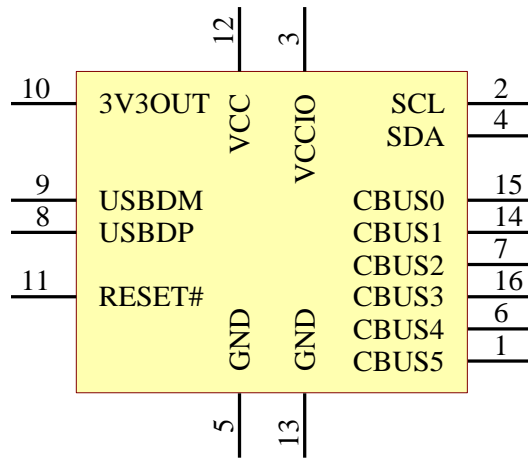 12
3
10
3V3OUT
VCC
VCCIO
SCL
2
SDA
4
9
USBDM
CBUS0
15
8
USBDP
CBUS1
14
CBUS2
7
11
RESET#
CBUS3
16
GND
GND
CBUS4
6
CBUS5
1
5
13